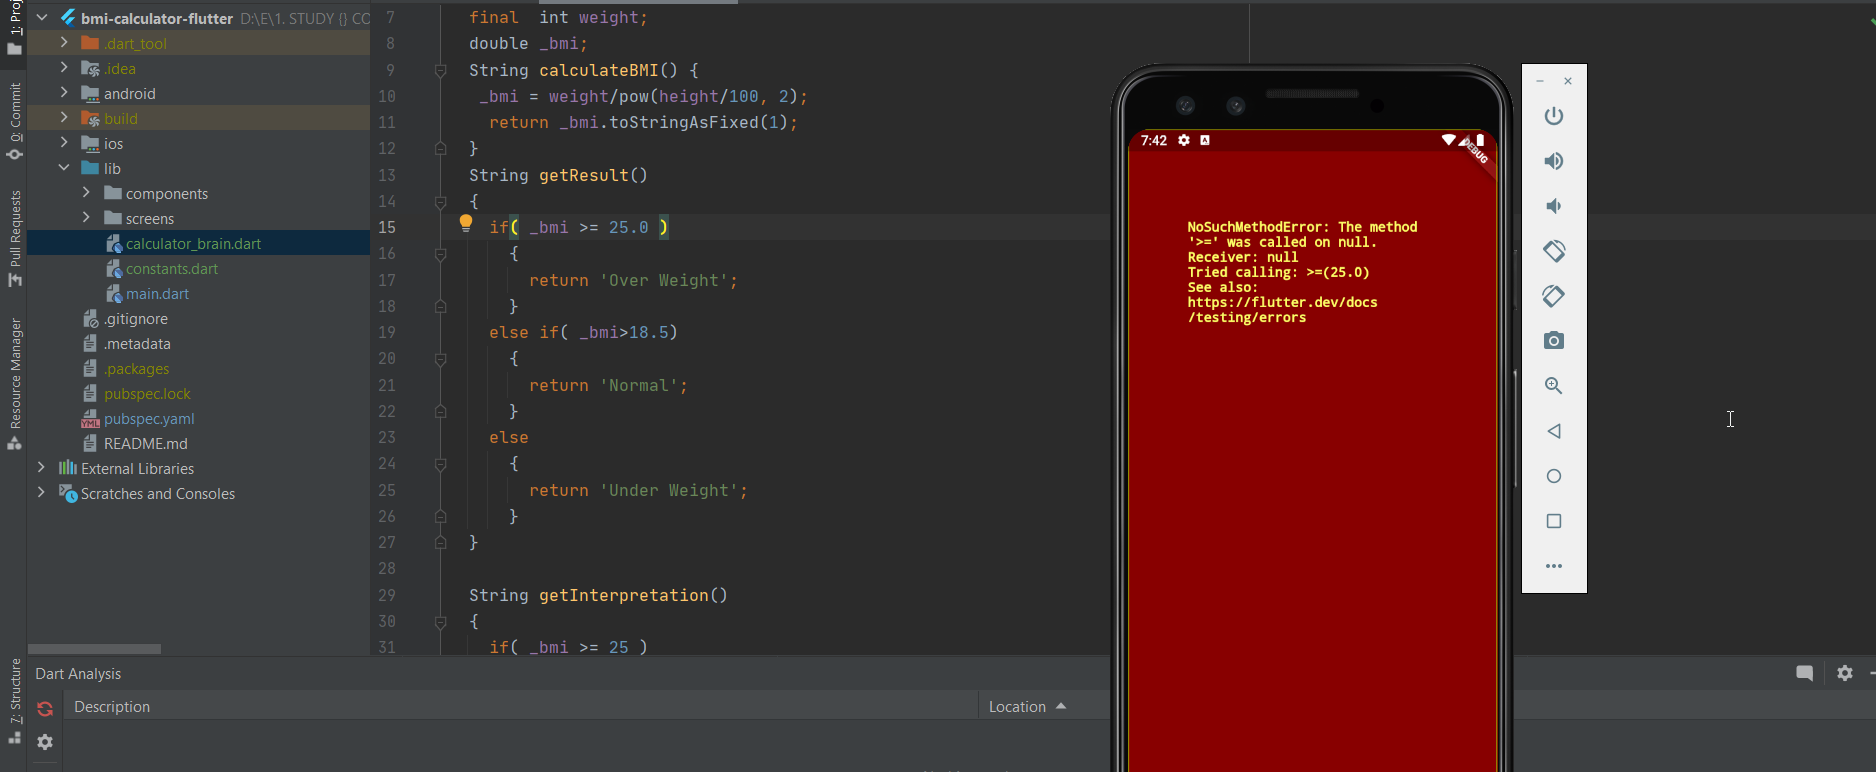 bmi-calculator-flutter D:\E\1. STUDY () CO
.dart_tool
.idea
android
build
ios
lib
components
screens
calculator_brain.dart
constants.dart
main.dart
.gitignore
.metadata
.packages
pubspec.lock
YML
pubspec.yaml
README.md
External Libraries
Scratches and Consoles
0: Commit
Pull Requests
Resource Manager
7: Structure
7 final  int weight;
8 double _bmi;
9 String calculateBMI() {
10 _bmi = weight/pow(height/100, 2);
11 return _bmi.toStringAsFixed(1);
12 }
13 String getResult()
14 {
15 if( _bmi >= 25.0 )
16 {
17 return 'Over Weight';
18 }
19 else if( _bmi>18.5)
20 {
21 return 'Normal';
22 }
23 else
24 {
25 return 'Under Weight';
26 }
27 }
28
29 String getInterpretation()
30 {
31 if( _bmi >= 25 )
7:42
DEBUG
NoSuchMethodError: The method
'>=' was called on null.
Receiver: null
Tried calling: >=(25.0)
See also:
https://flutter.dev/docs
/testing/errors
Dart Analysis
Description
Location